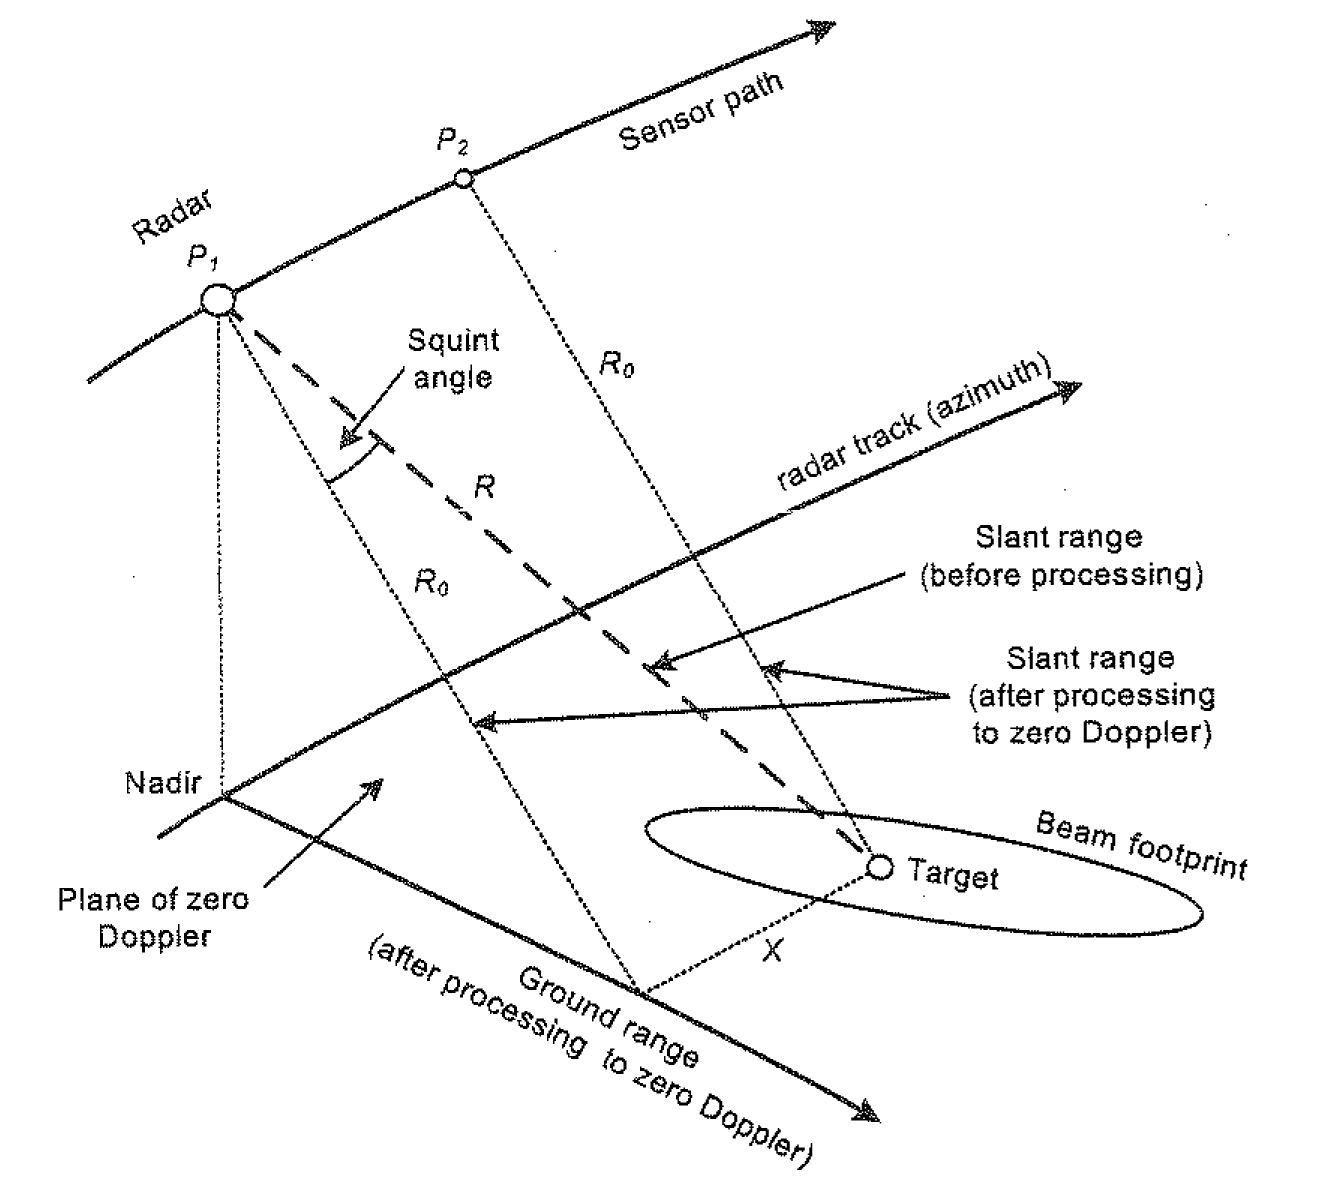 Sensor path
P2
Radar
P1
Squint
angle
R0
radar track (azimuth)
R
Slant range
(before processing)
R0
Slant range
(after processing
to zero Doppler)
Nadir
Beam footprint
Target
Plane of zero
Doppler
X
Ground range
(after processing to zero Doppler)